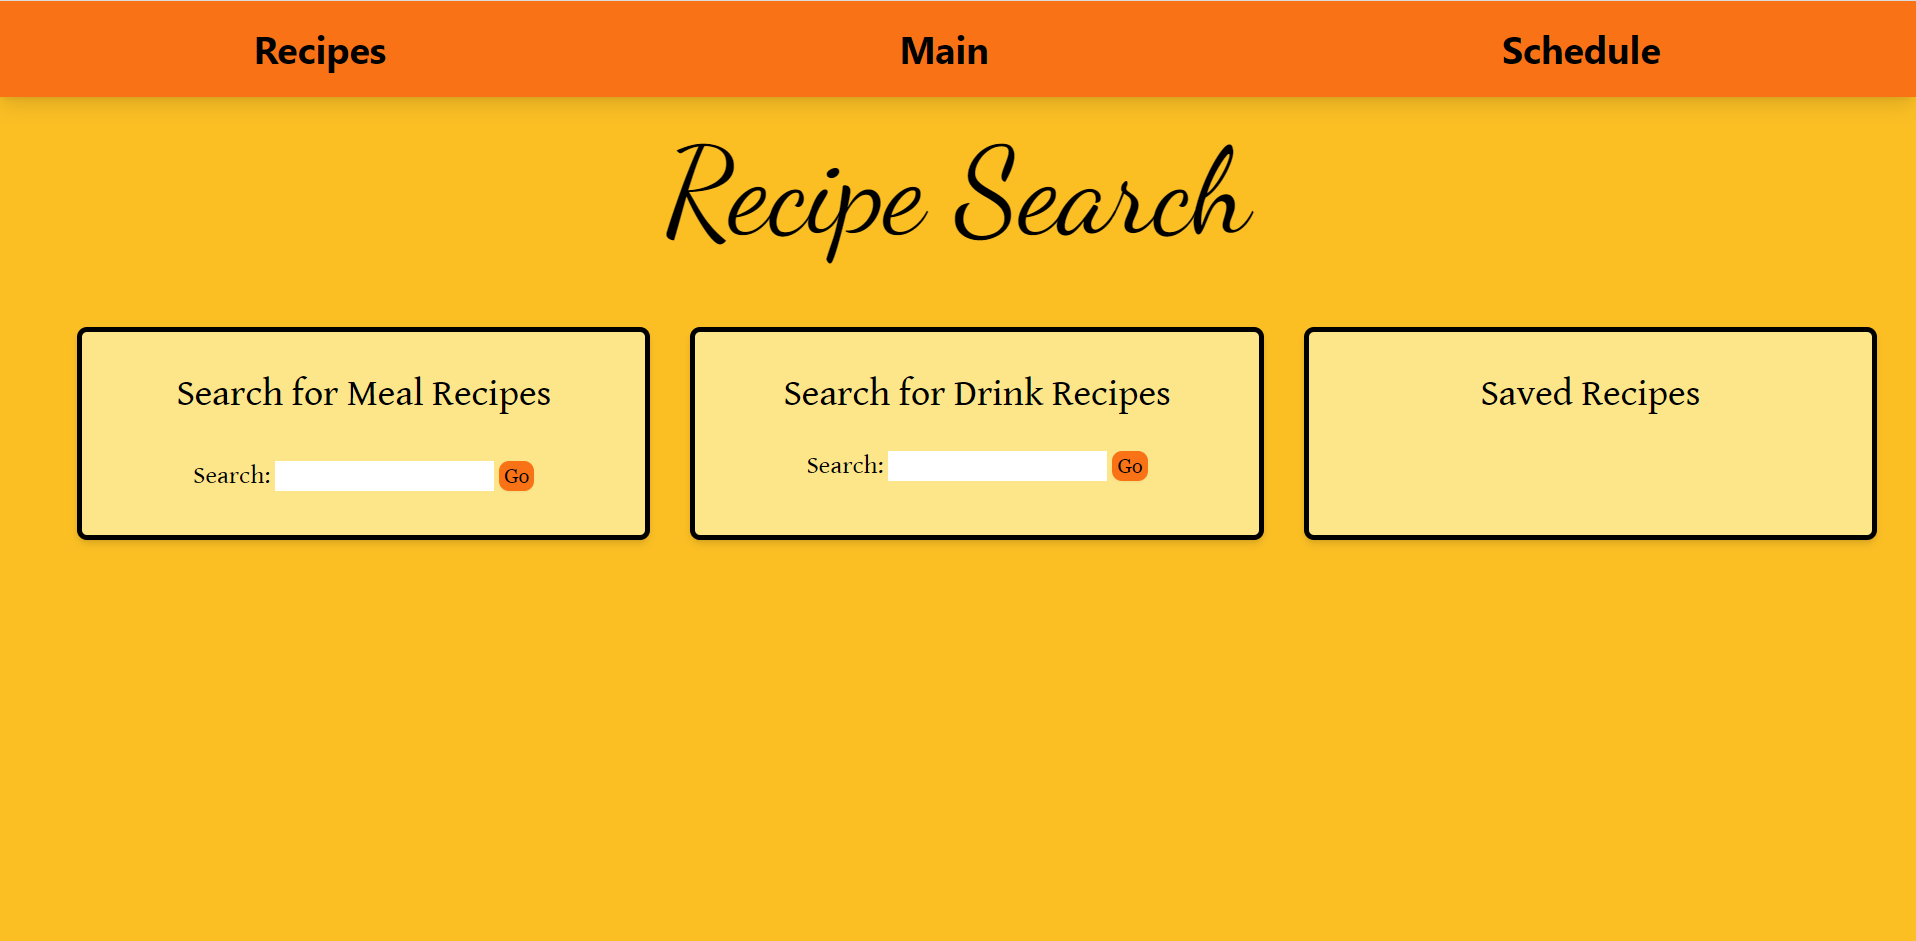 Recipes Main Schedule
Recipe Search
Search for Meal Recipes
Search: Go
Search for Drink Recipes
Search: Go
Saved Recipes